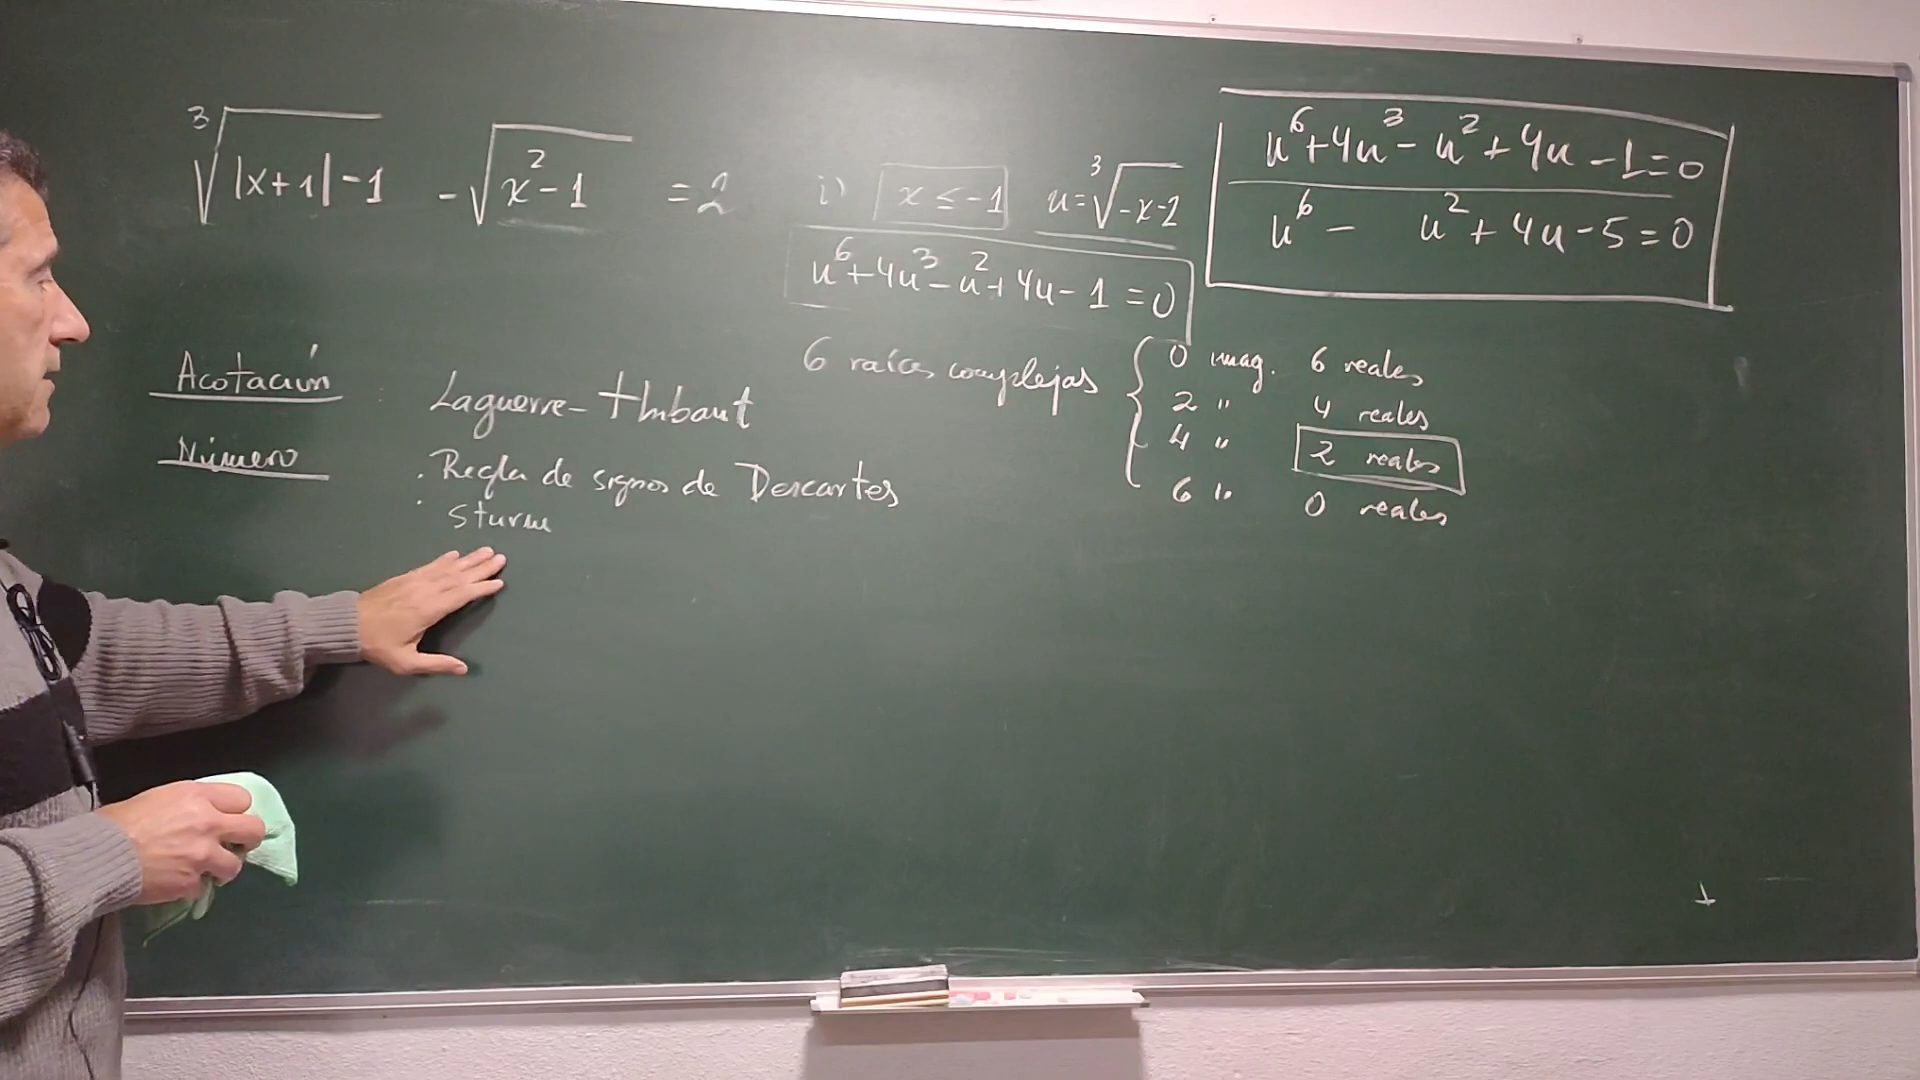 ∛(|x+1|-1) - √(x²-1) = 2
i) x ≤ -1 u = ∛(-x-2)
u⁶+4u³-u²+4u-1=0
u⁶+4u³-u²+4u-1=0
u⁶- u²+4u-5=0
Acotación Laguerre-Thibaut
Número
. Regla de signos de Descartes
. Sturm
6 raíces complejas
0 imag. 6 reales
2 " 4 reales
4 " 2 reales
6 " 0 reales